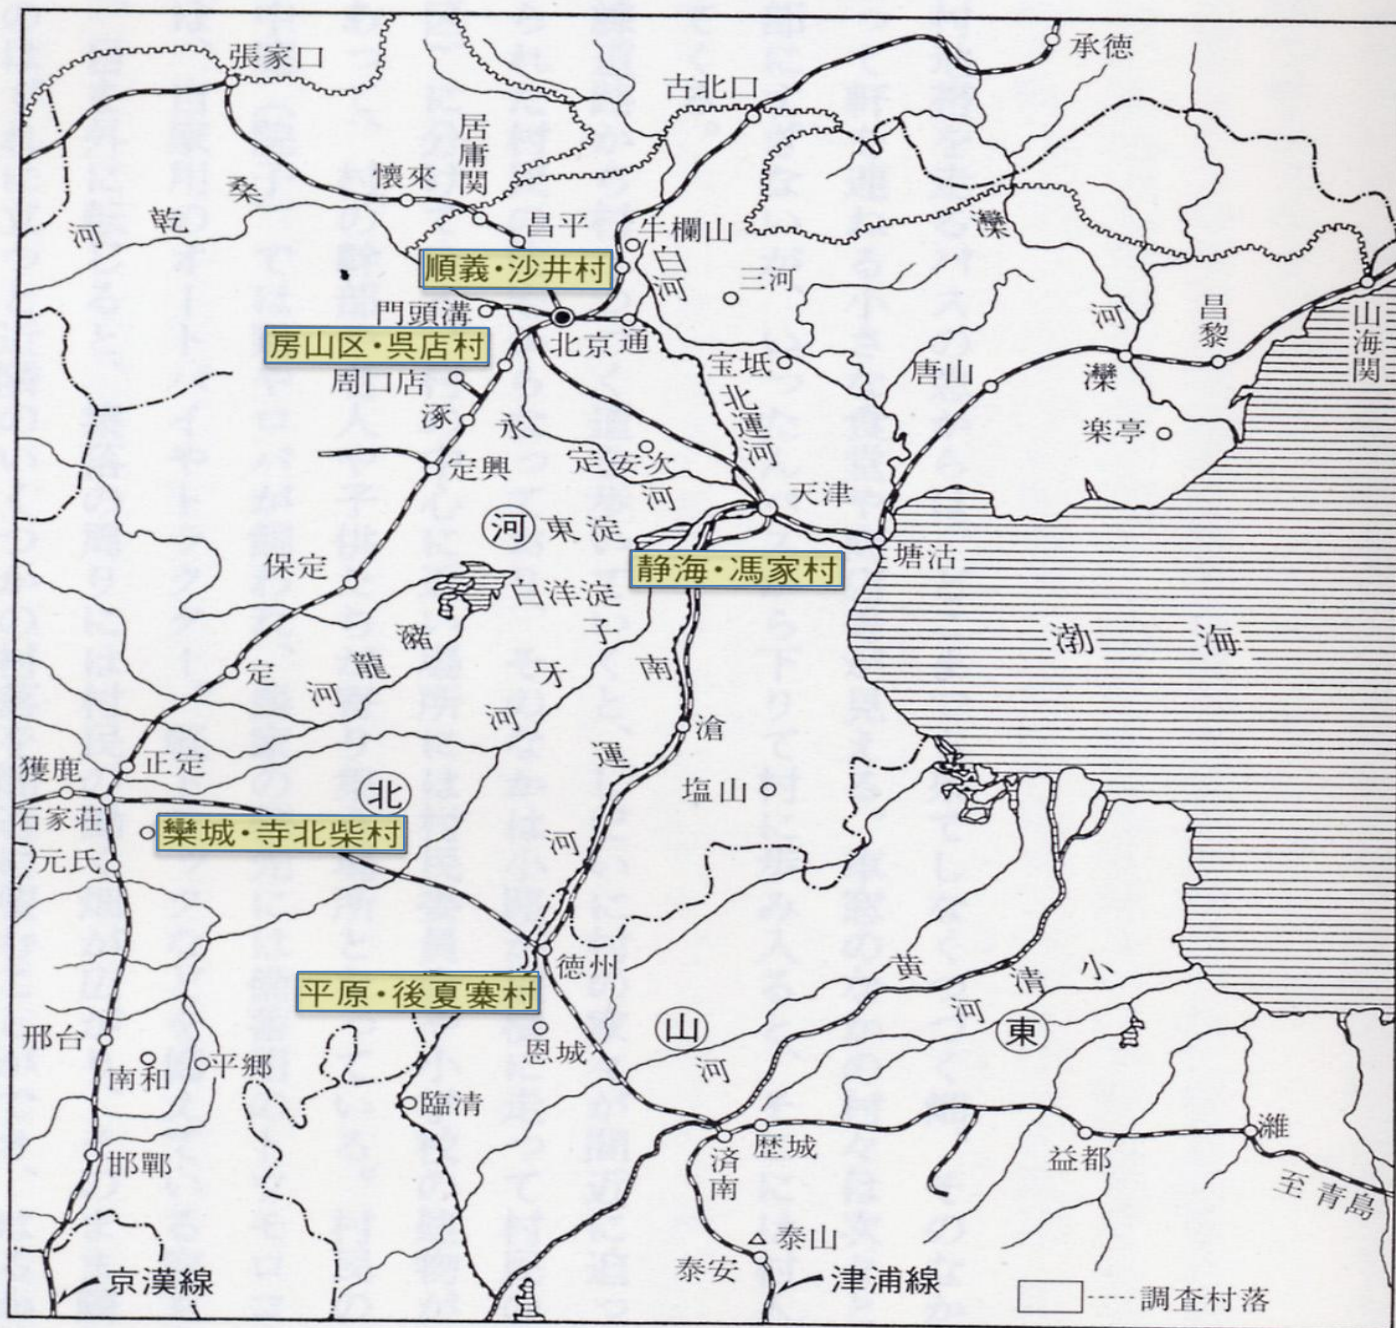 張家口
承徳
古北口
居庸関
懐來
桑乾河
昌平
牛欄山
白河
順義・沙井村
三河
灤河
門頭溝
北京
通
昌黎
山海関
房山区・呉店村
周口店
宝坻
唐山
灤
北運河
涿
永定河
安次
楽亭
定興
天津
河
東淀
静海・馮家村
塘沽
保定
白洋淀
渤海
豬龍河
子牙河
南運河
定
滄
正定
獲鹿
石家荘
北
塩山
欒城・寺北柴村
元氏
徳州
黄河
小清河
平原・後夏寨村
恩城
山
東
邢台
南和
平郷
臨清
済南
歴城
益都
濰
邯鄲
至青島
泰山
泰安
京漢線
津浦線
調査村落